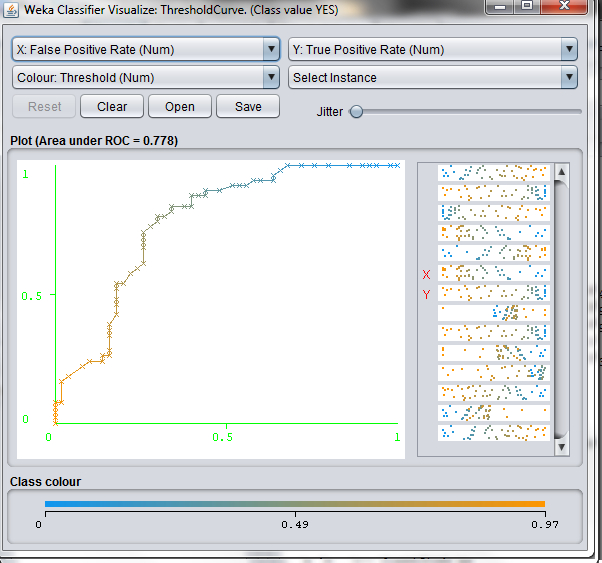 Weka Classifier Visualize: ThresholdCurve. (Class value YES)
X: False Positive Rate (Num)
Y: True Positive Rate (Num)
Colour: Threshold (Num)
Select Instance
Reset
Clear
Open
Save
Jitter
Plot (Area under ROC = 0.778)
1
0.5
0
0
0.5
1
X
Y
Class colour
0
0.49
0.97